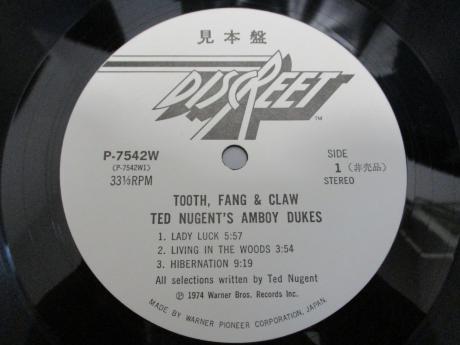 見本盤
DISCREET
TM
P-7542W
(P-7542W1)
33⅓RPM
SIDE
1 (非売品)
STEREO
TOOTH, FANG & CLAW
TED NUGENT'S AMBOY DUKES
1. LADY LUCK 5:57
2. LIVING IN THE WOODS 3:54
3. HIBERNATION 9:19
All selections written by Ted Nugent
Ⓟ 1974 Warner Bros. Records Inc.
MADE BY WARNER PIONEER CORPORATION, JAPAN.